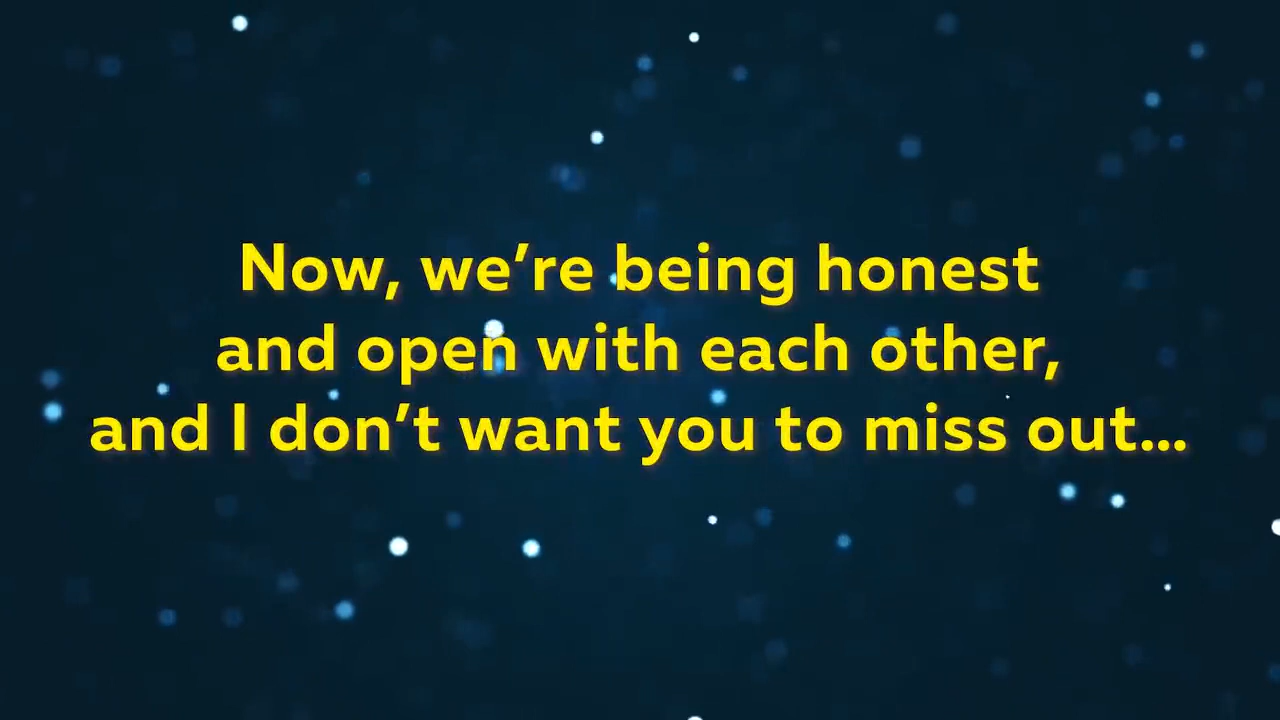 Now, we’re being honest
and open with each other,
and I don’t want you to miss out...